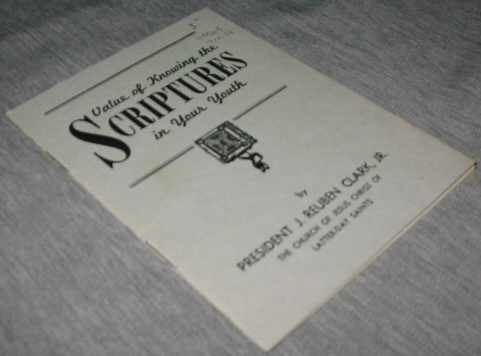 Value of Knowing the
SCRIPTURES
in Your Youth
by
PRESIDENT J. REUBEN CLARK, JR.
THE CHURCH OF JESUS CHRIST OF
LATTER-DAY SAINTS